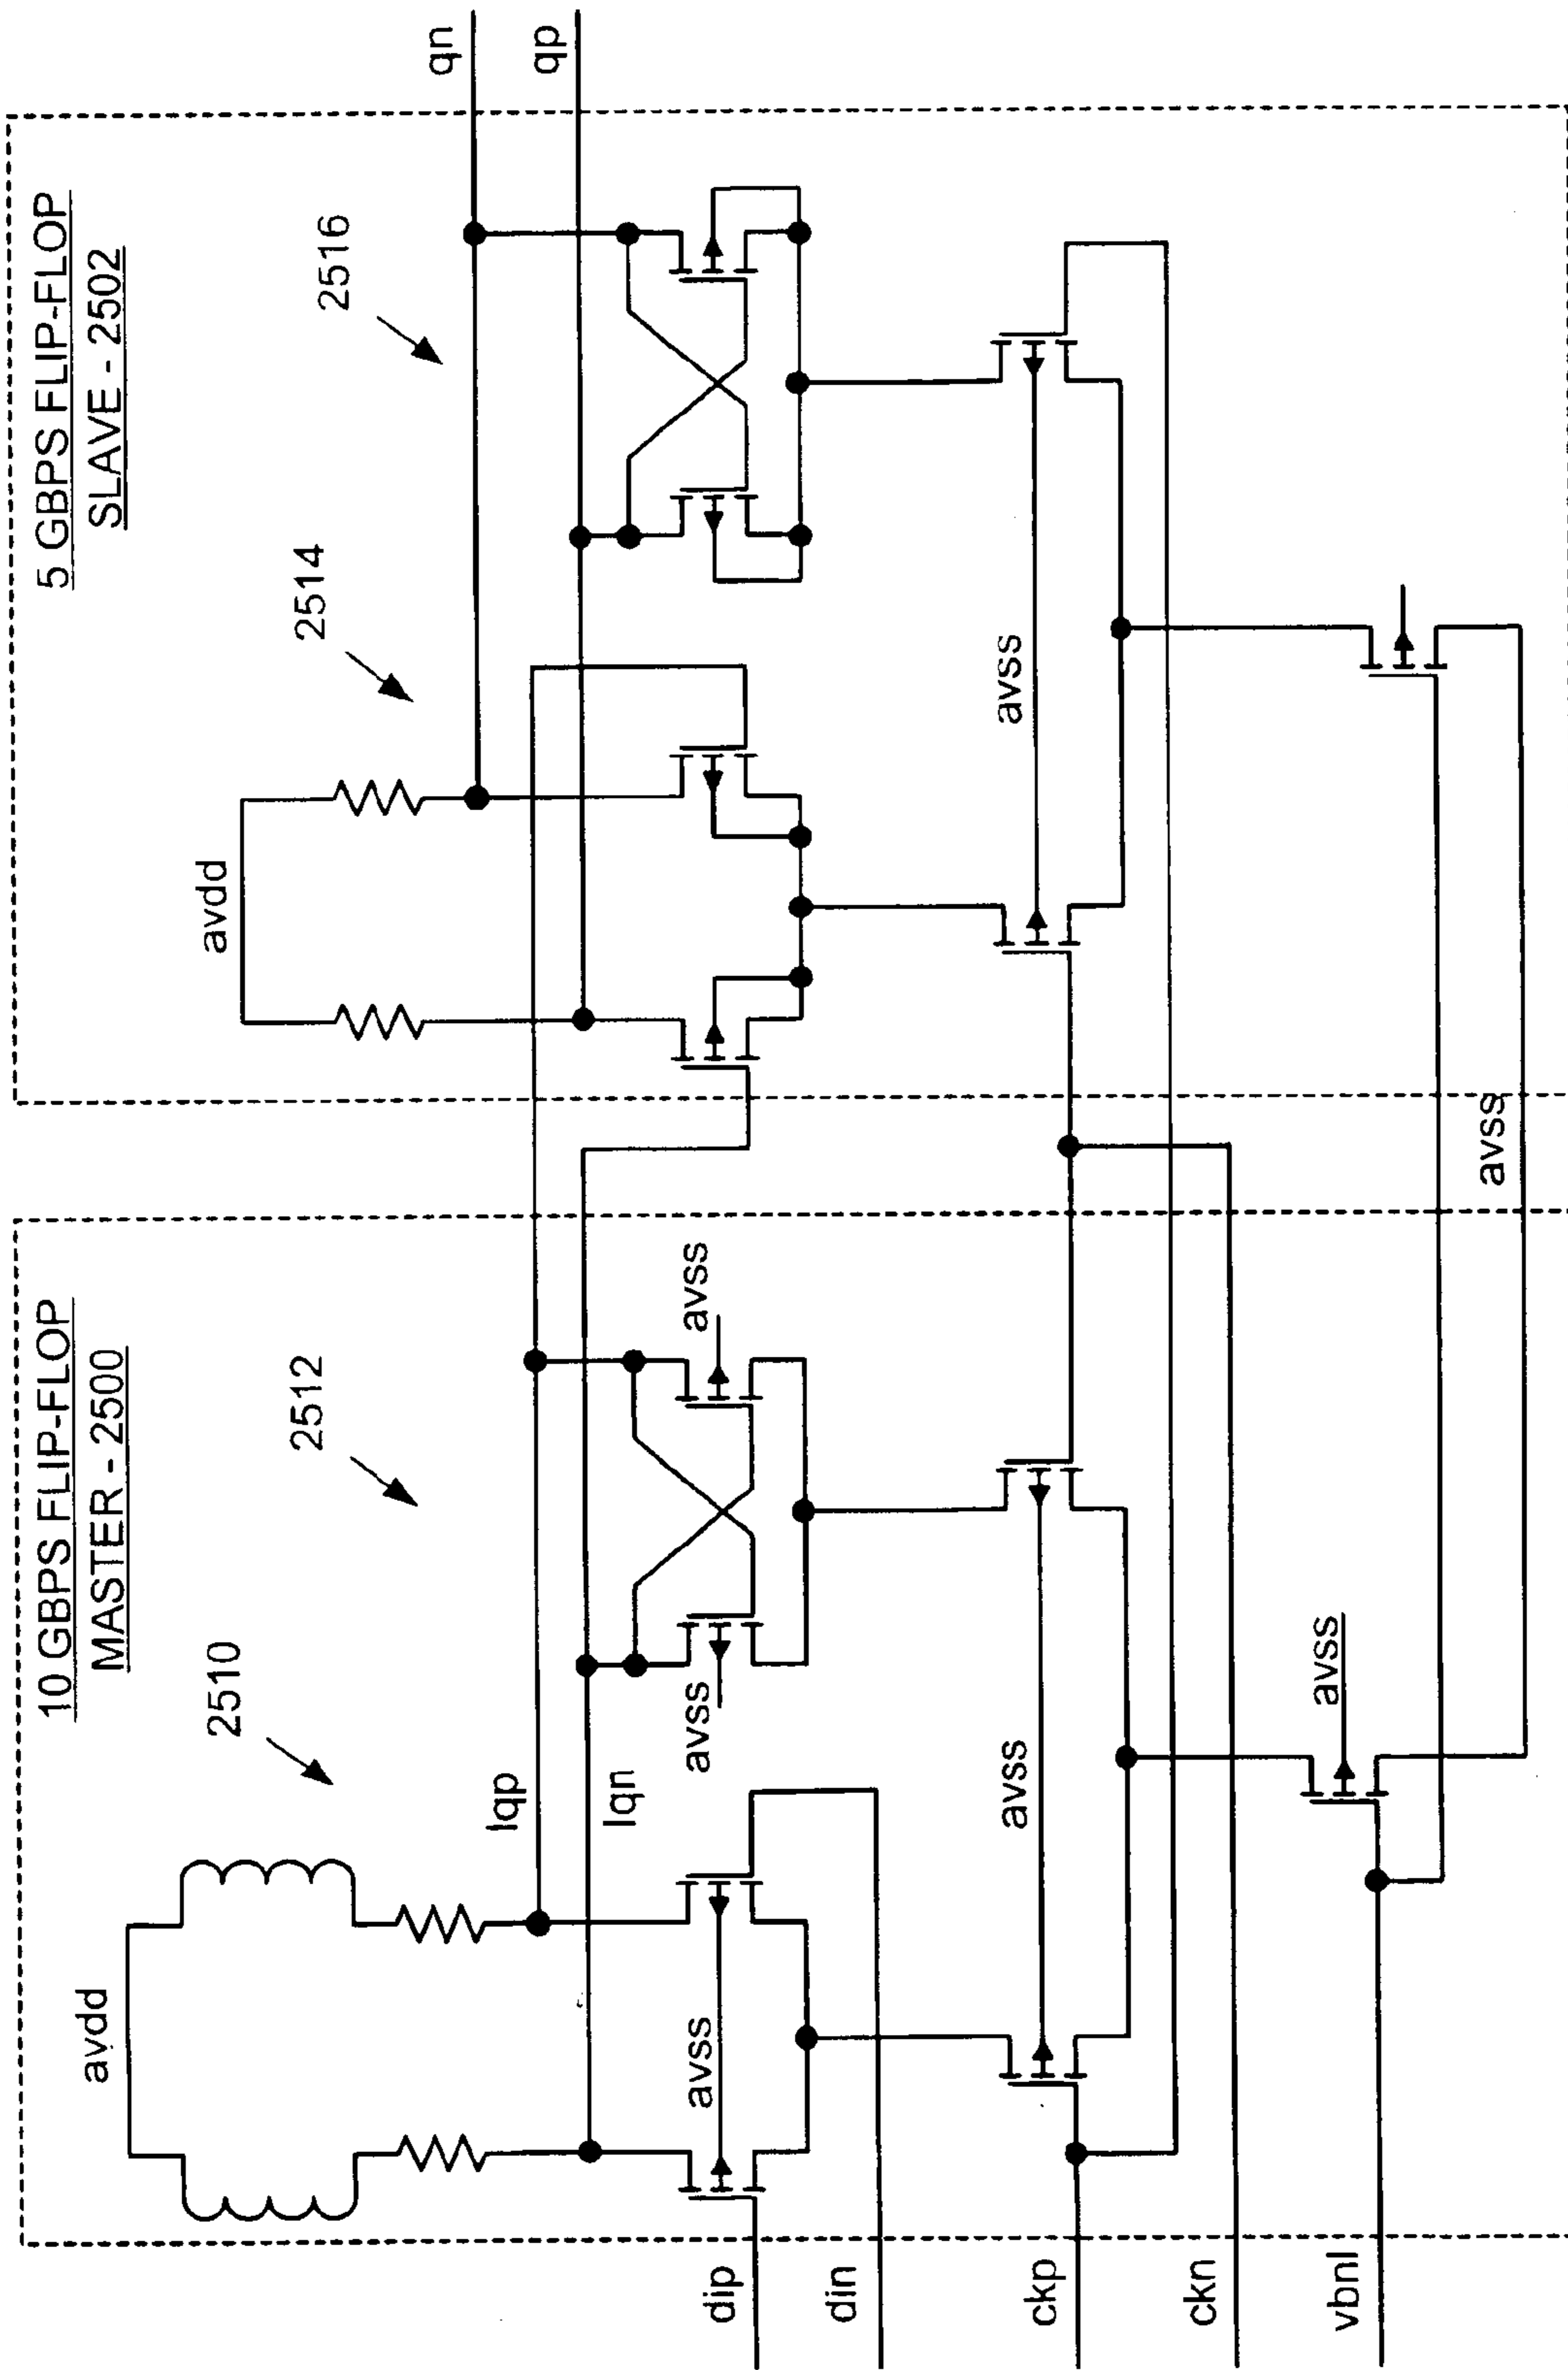 10 GBPS FLIP-FLOP
MASTER - 2500
5 GBPS FLIP-FLOP
SLAVE - 2502
2510
2512
2514
2516
avdd
avdd
lqp
lqn
qn
qp
avss
avss
avss
avss
avss
avss
avss
dip
din
ckp
ckn
vbnl